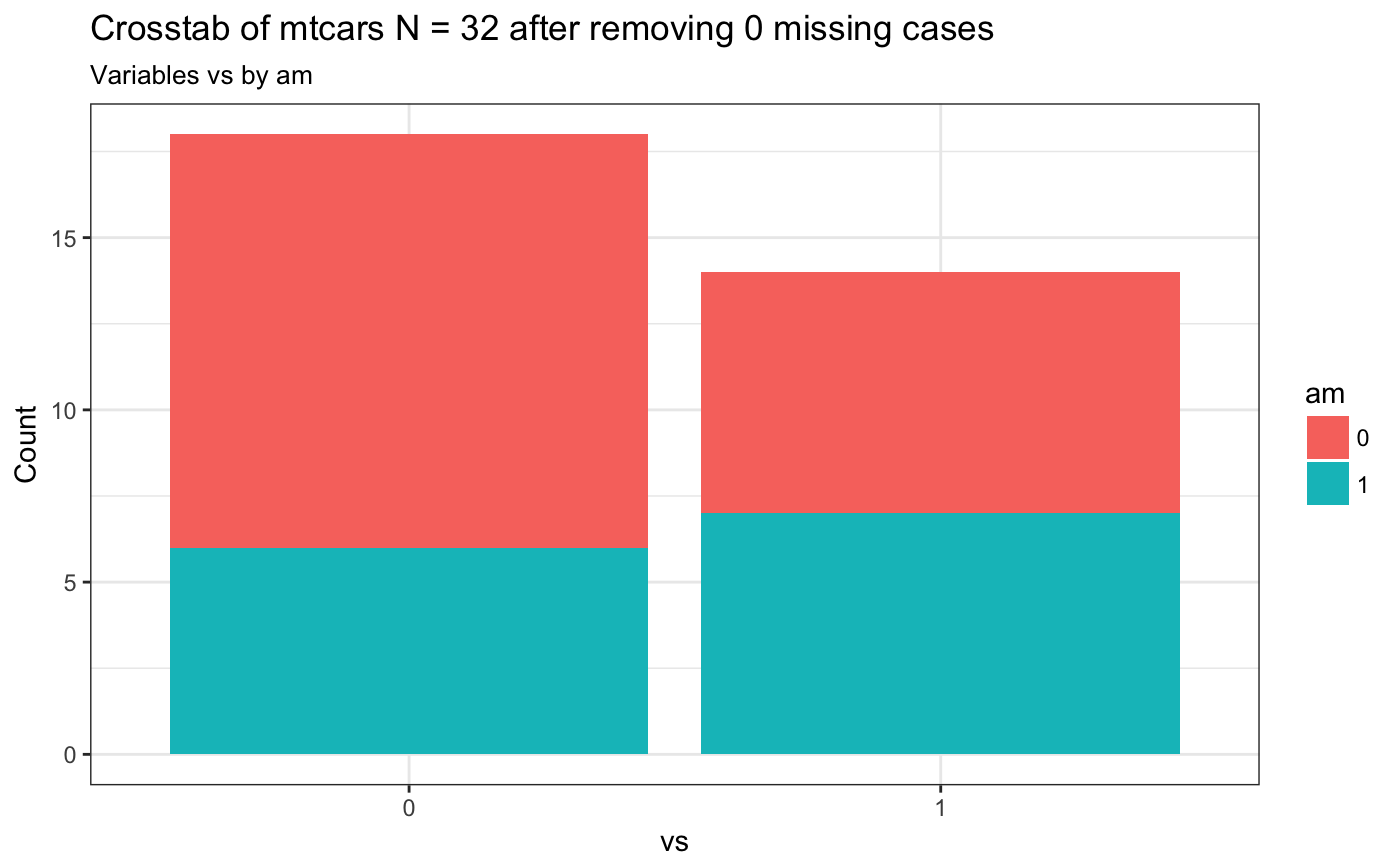 Crosstab of mtcars N = 32 after removing 0 missing cases
Variables vs by am
Count
15
10
5
0
0
1
vs
am
0
1